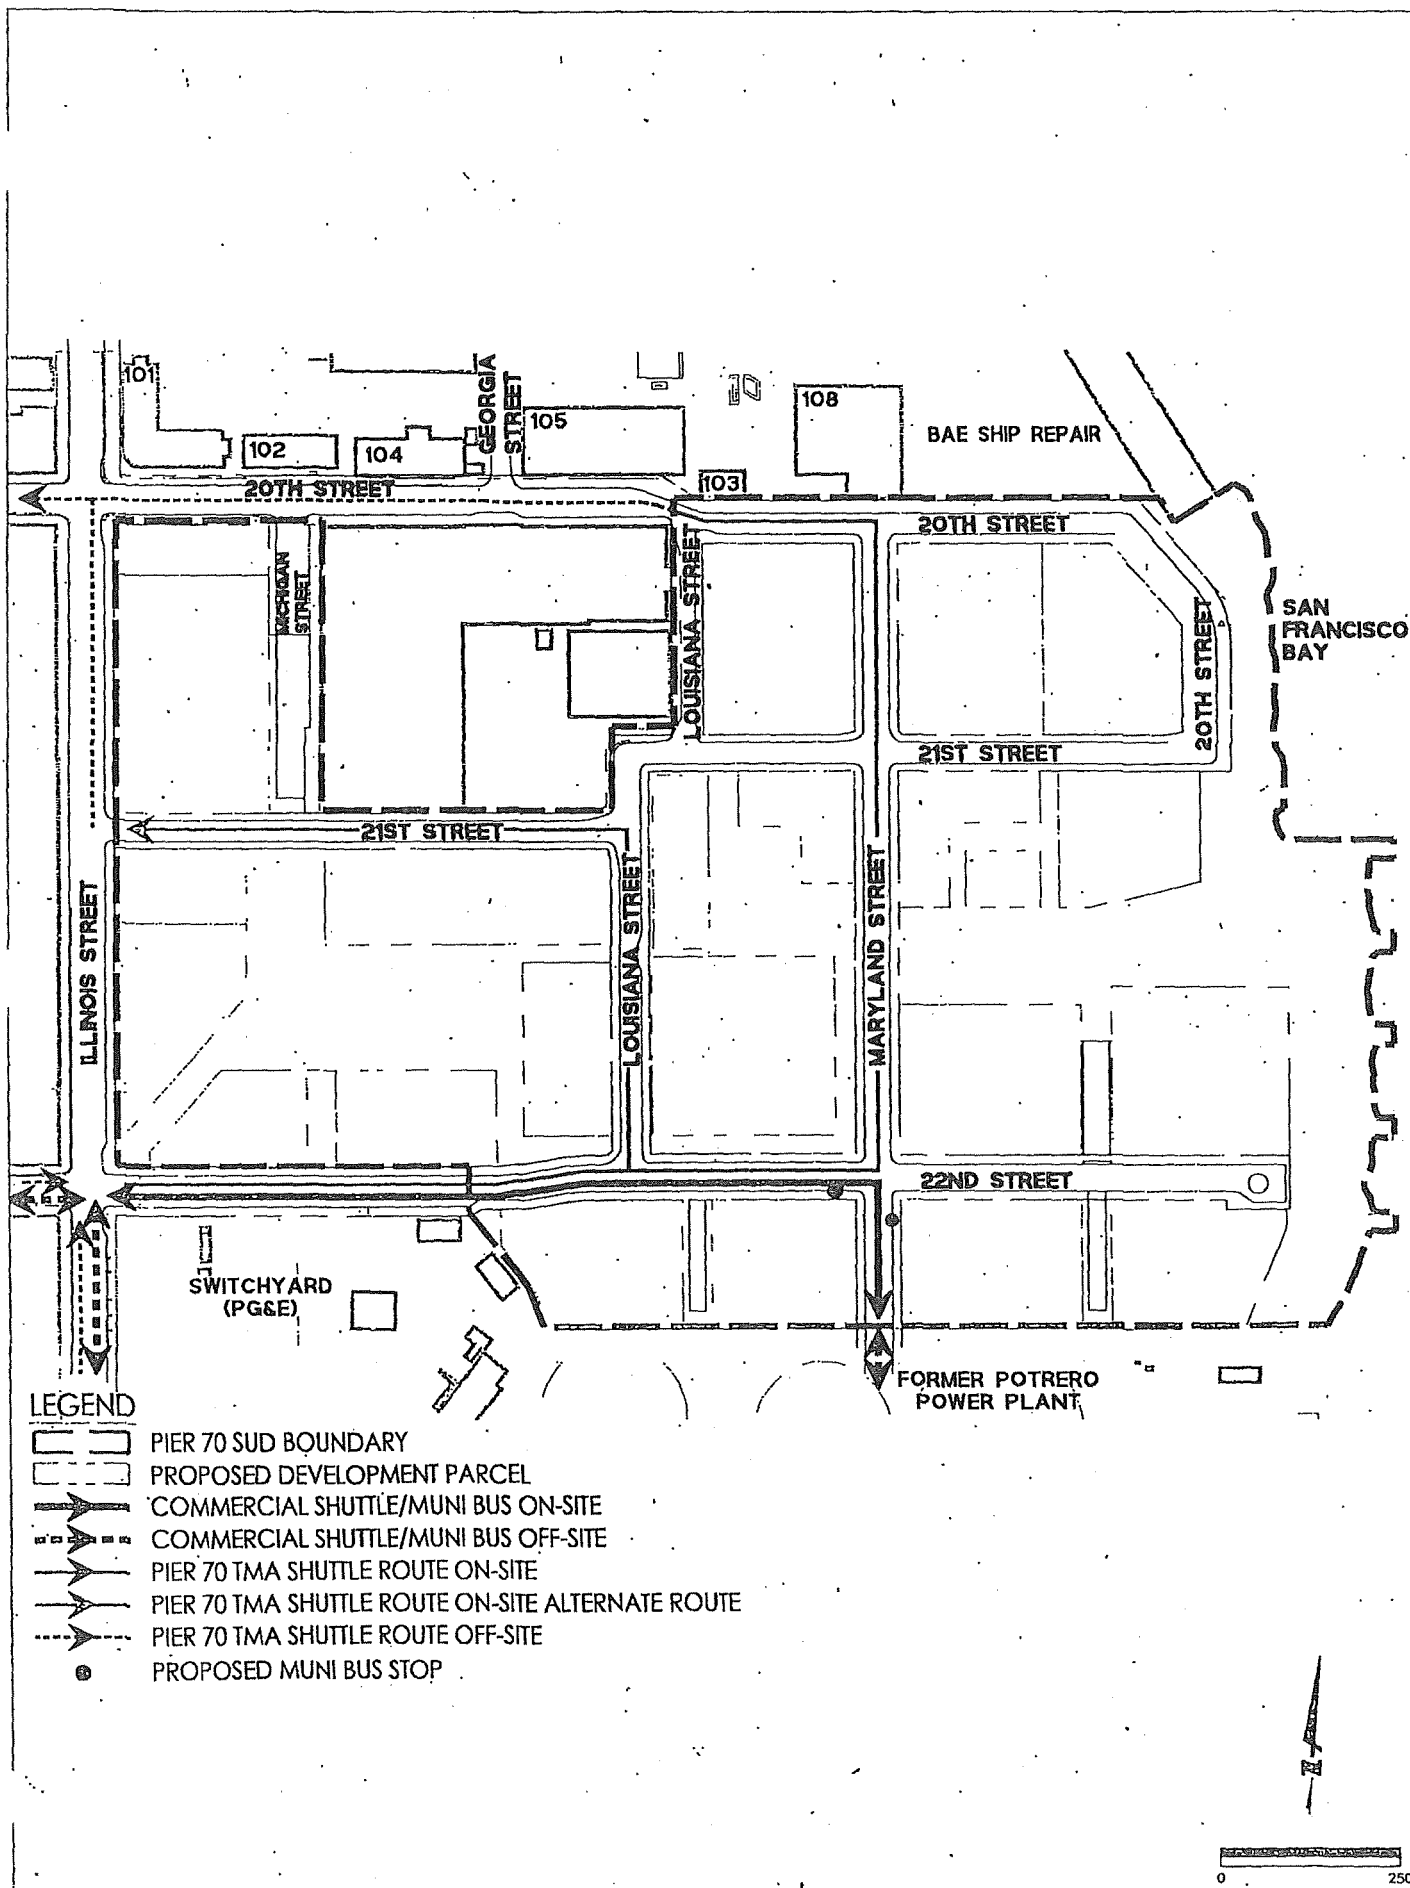 101
102
104
GEORGIA
STREET
105
108
BAE SHIP REPAIR
103
20TH STREET
20TH STREET
MICHIGAN
STREET
LOUISIANA STREET
20TH STREET
SAN
FRANCISCO
BAY
21ST STREET
21ST STREET
ILLINOIS STREET
LOUISIANA STREET
MARYLAND STREET
22ND STREET
SWITCHYARD
(PG&E)
FORMER POTRERO
POWER PLANT
LEGEND
PIER 70 SUD BOUNDARY
PROPOSED DEVELOPMENT PARCEL
COMMERCIAL SHUTTLE/MUNI BUS ON-SITE
COMMERCIAL SHUTTLE/MUNI BUS OFF-SITE
PIER 70 TMA SHUTTLE ROUTE ON-SITE
PIER 70 TMA SHUTTLE ROUTE ON-SITE ALTERNATE ROUTE
PIER 70 TMA SHUTTLE ROUTE OFF-SITE
PROPOSED MUNI BUS STOP
N
0 250